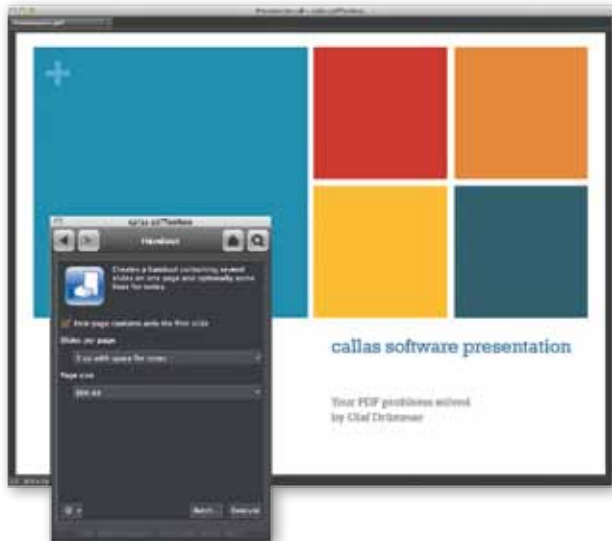 callas pdfToolbox
Handout
Creates a handout containing several
slides on one page and optionally some
lines for notes.
First page contains only the first slide
Slides per page
Page size
callas software presentation
Your PDF problems solved
by Olaf Drümmer
Batch...
Execute